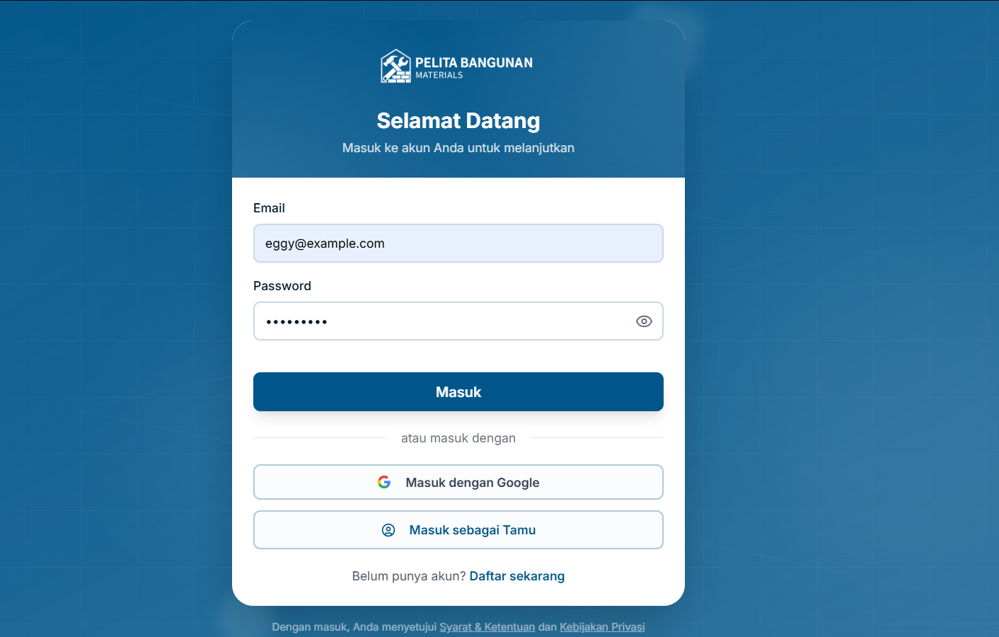 PELITA BANGUNAN
MATERIALS
Selamat Datang
Masuk ke akun Anda untuk melanjutkan
Email
eggy@example.com
Password
•••••••••
Masuk
atau masuk dengan
Masuk dengan Google
Masuk sebagai Tamu
Belum punya akun? Daftar sekarang
Dengan masuk, Anda menyetujui Syarat & Ketentuan dan Kebijakan Privasi